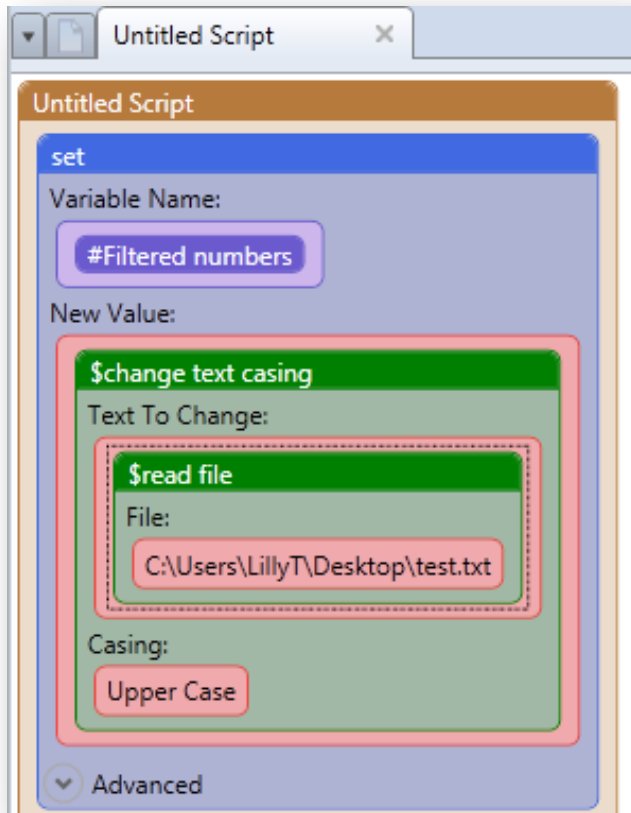 Untitled Script
Untitled Script
set
Variable Name:
#Filtered numbers
New Value:
$change text casing
Text To Change:
$read file
File:
C:\Users\LillyT\Desktop\test.txt
Casing:
Upper Case
Advanced